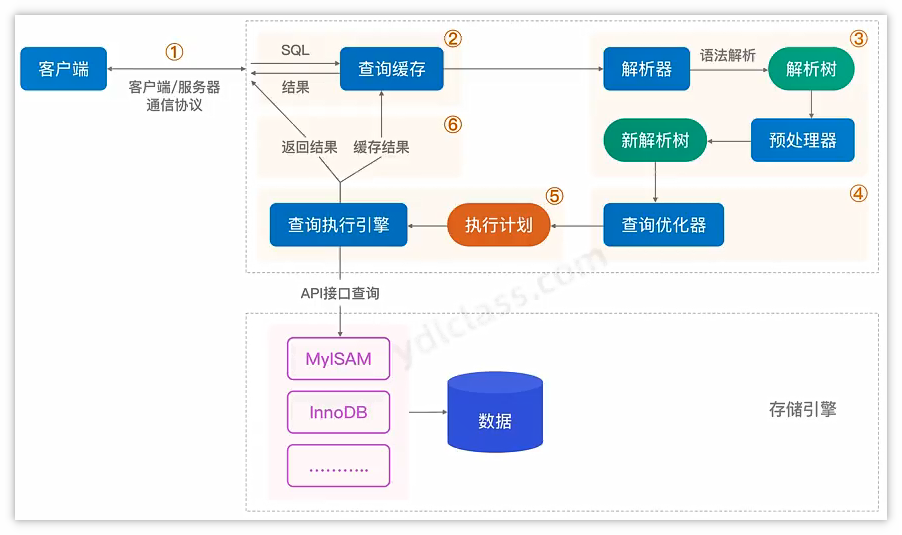 ①
②
③
SQL
客户端
查询缓存
解析器
语法解析
解析树
客户端/服务器
通信协议
结果
⑥
返回结果
缓存结果
新解析树
预处理器
⑤
④
查询执行引擎
执行计划
查询优化器
API接口查询
ydlclass.com
MyISAM
InnoDB
………..
数据
存储引擎